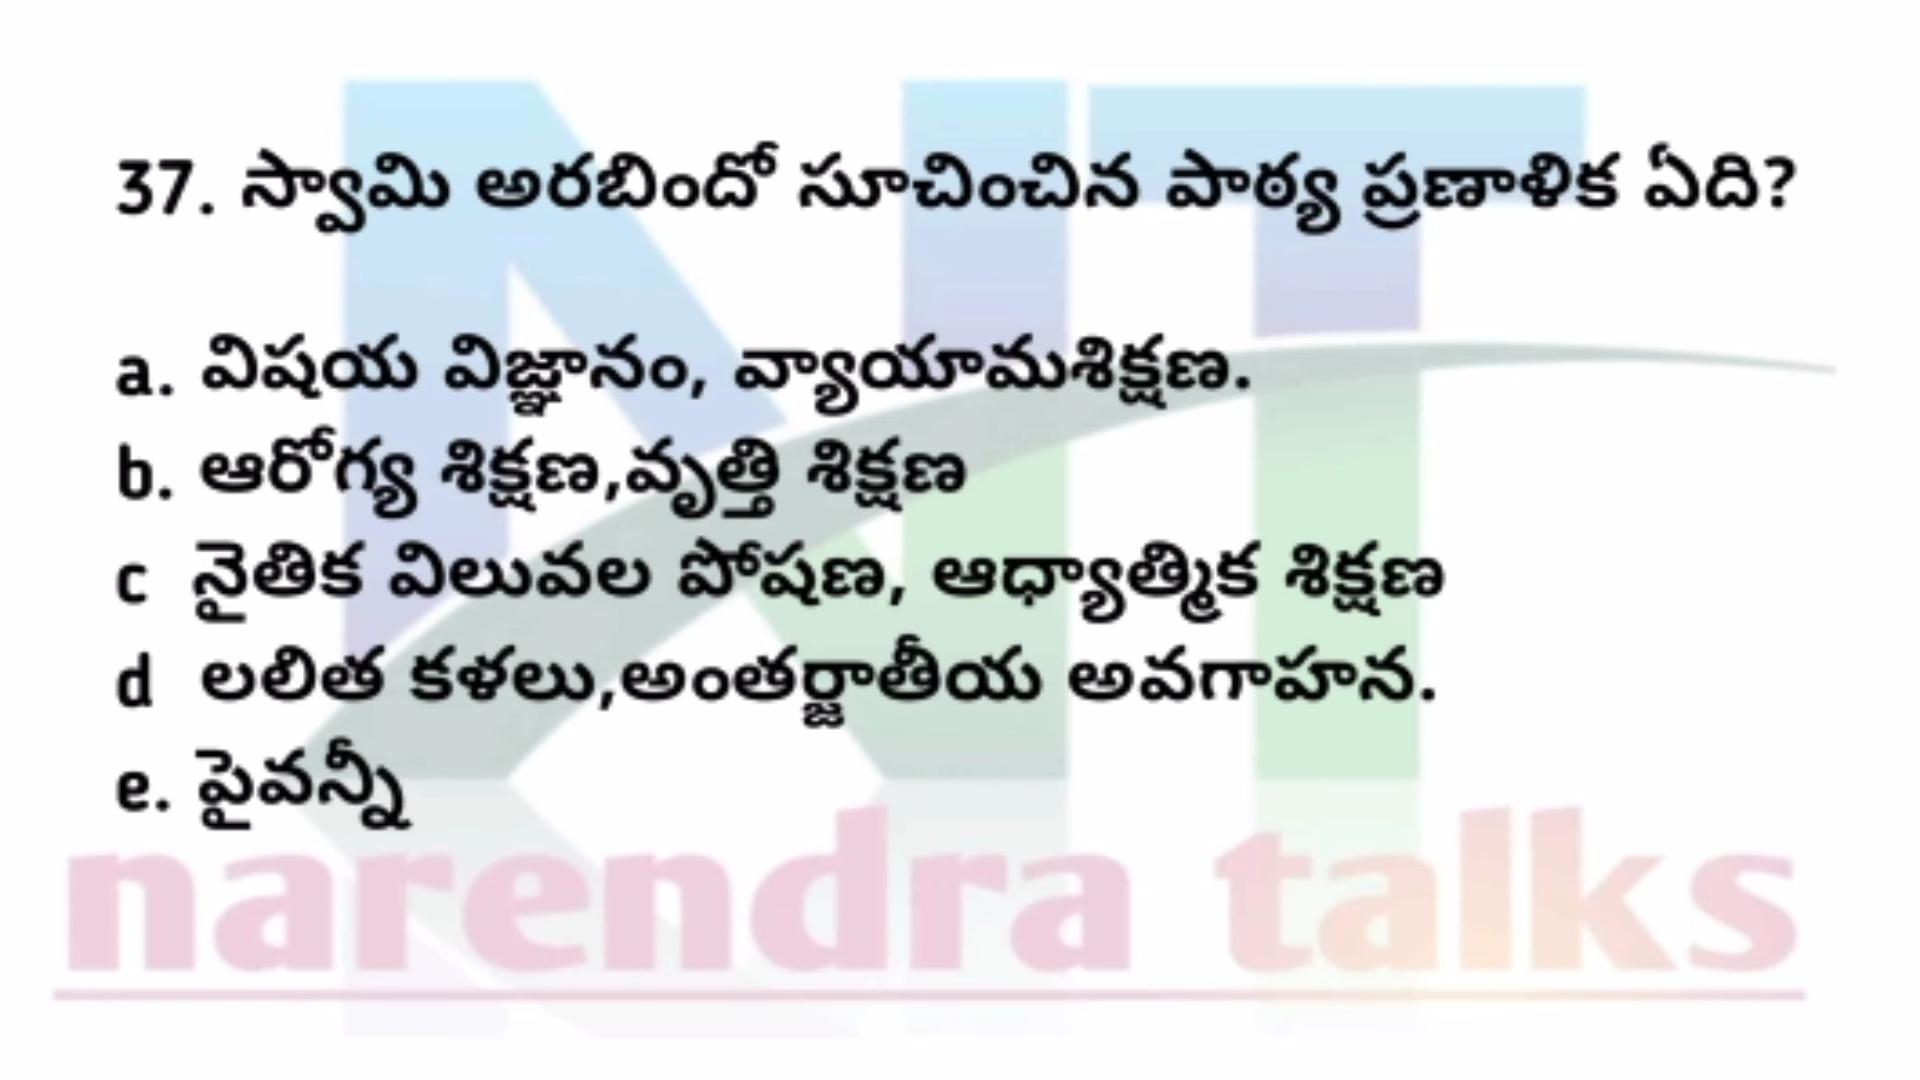 37. స్వామి అరబిందో సూచించిన పాఠ్య ప్రణాళిక ఏది?
a. విషయ విజ్ఞానం, వ్యాయామశిక్షణ.
b. ఆరోగ్య శిక్షణ,వృత్తి శిక్షణ
c నైతిక విలువల పోషణ, ఆధ్యాత్మిక శిక్షణ
d లలిత కళలు,అంతర్జాతీయ అవగాహన.
e. పైవన్నీ
NT
narendra talks